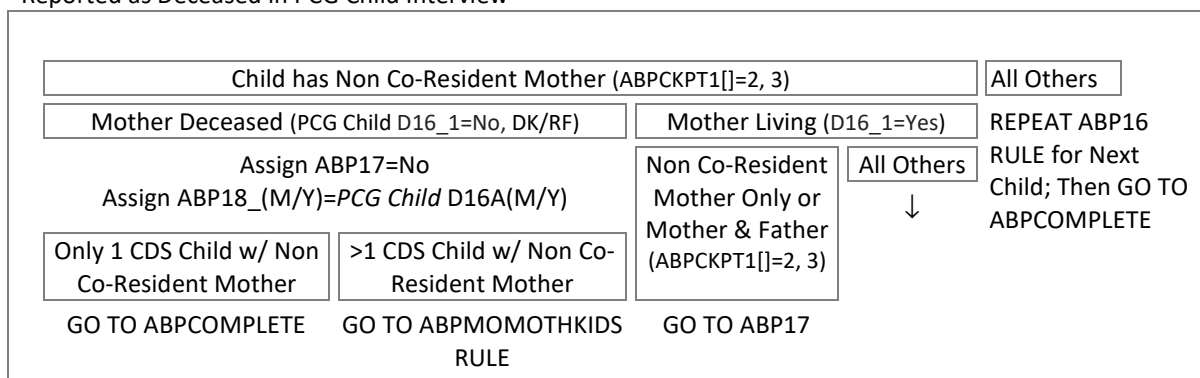 Reported as Deceased in PCG Child Interview
Child has Non Co-Resident Mother (ABPCKPT1[]=2, 3)
All Others
Mother Deceased (PCG Child D16_1=No, DK/RF)
Mother Living (D16_1=Yes)
REPEAT ABP16
RULE for Next
Child; Then GO TO
ABPCOMPLETE
Assign ABP17=No
Assign ABP18_(M/Y)=PCG Child D16A(M/Y)
Non Co-Resident
Mother Only or
Mother & Father
(ABPCKPT1[]=2, 3)
All Others
↓
Only 1 CDS Child w/ Non
Co-Resident Mother
>1 CDS Child w/ Non Co-
Resident Mother
GO TO ABPCOMPLETE
GO TO ABPMOMOTHKIDS
RULE
GO TO ABP17